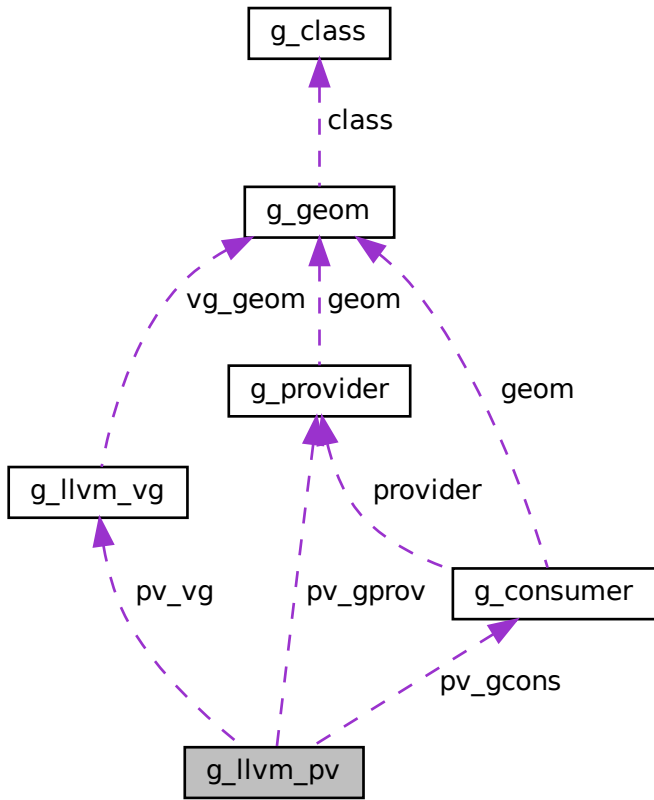 g_class
class
g_geom
vg_geom
geom
g_provider
geom
g_llvm_vg
provider
pv_vg
pv_gprov
g_consumer
pv_gcons
g_llvm_pv